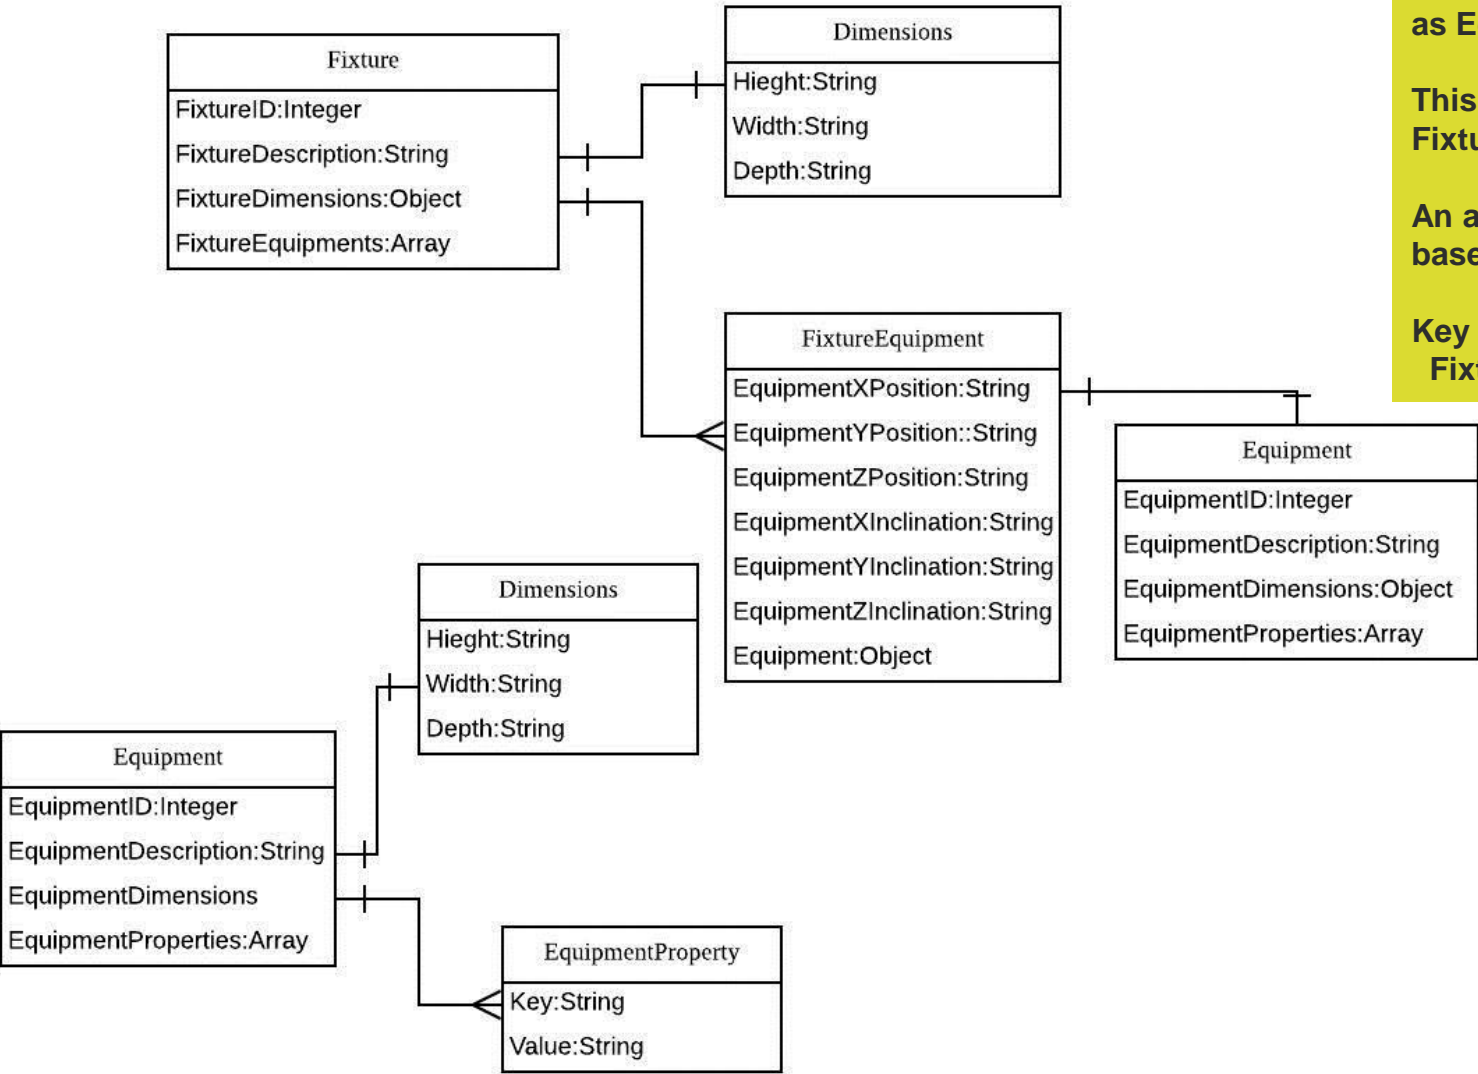 Fixture
FixtureID:Integer
FixtureDescription:String
FixtureDimensions:Object
FixtureEquipments:Array
Dimensions
Hieght:String
Width:String
Depth:String
FixtureEquipment
EquipmentXPosition:String
EquipmentYPosition::String
EquipmentZPosition:String
EquipmentXInclination:String
EquipmentYInclination:String
EquipmentZInclination:String
Equipment:Object
Equipment
EquipmentID:Integer
EquipmentDescription:String
EquipmentDimensions:Object
EquipmentProperties:Array
Dimensions
Hieght:String
Width:String
Depth:String
Equipment
EquipmentID:Integer
EquipmentDescription:String
EquipmentDimensions
EquipmentProperties:Array
EquipmentProperty
Key:String
Value:String
as
This
An
Key